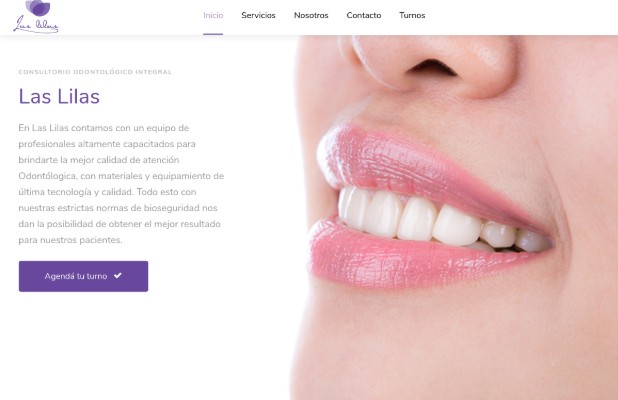 Las lilas
Inicio Servicios Nosotros Contacto Turnos
CONSULTORIO ODONTOLÓGICO INTEGRAL
Las Lilas
En Las Lilas contamos con un equipo de
profesionales altamente capacitados para
brindarte la mejor calidad de atención
Odontólogica, con materiales y equipamiento de
última tecnología y calidad. Todo esto con
nuestras estrictas normas de bioseguridad nos
dan la posibilidad de obtener el mejor resultado
para nuestros pacientes.
Agendá tu turno